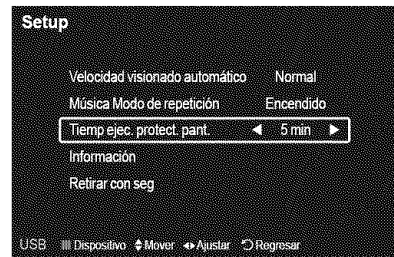 Setup
Velocidad visionado automático Normal
Música Modo de repetición Encendido
Tiemp ejec. protect. pant. ◄ 5 min ►
Información
Retirar con seg
USB Dispositivo Mover Ajustar Regresar